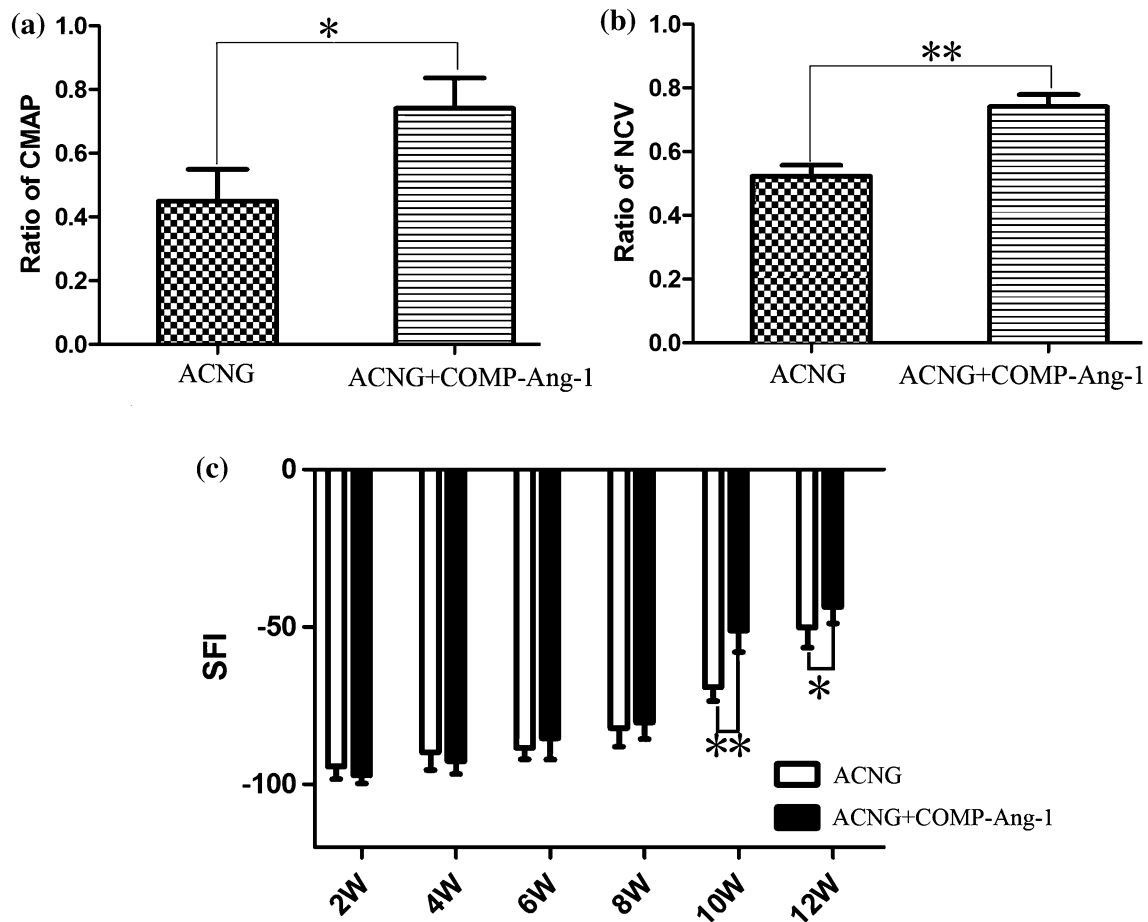 (a)
*
Ratio of CMAP
1.0
0.8
0.6
0.4
0.2
0.0
ACNG
ACNG+COMP-Ang-1
(b)
**
Ratio of NCV
1.0
0.8
0.6
0.4
0.2
0.0
ACNG
ACNG+COMP-Ang-1
(c)
SFI
0
-50
-100
**
*
ACNG
ACNG+COMP-Ang-1
2W
4W
6W
8W
10W
12W